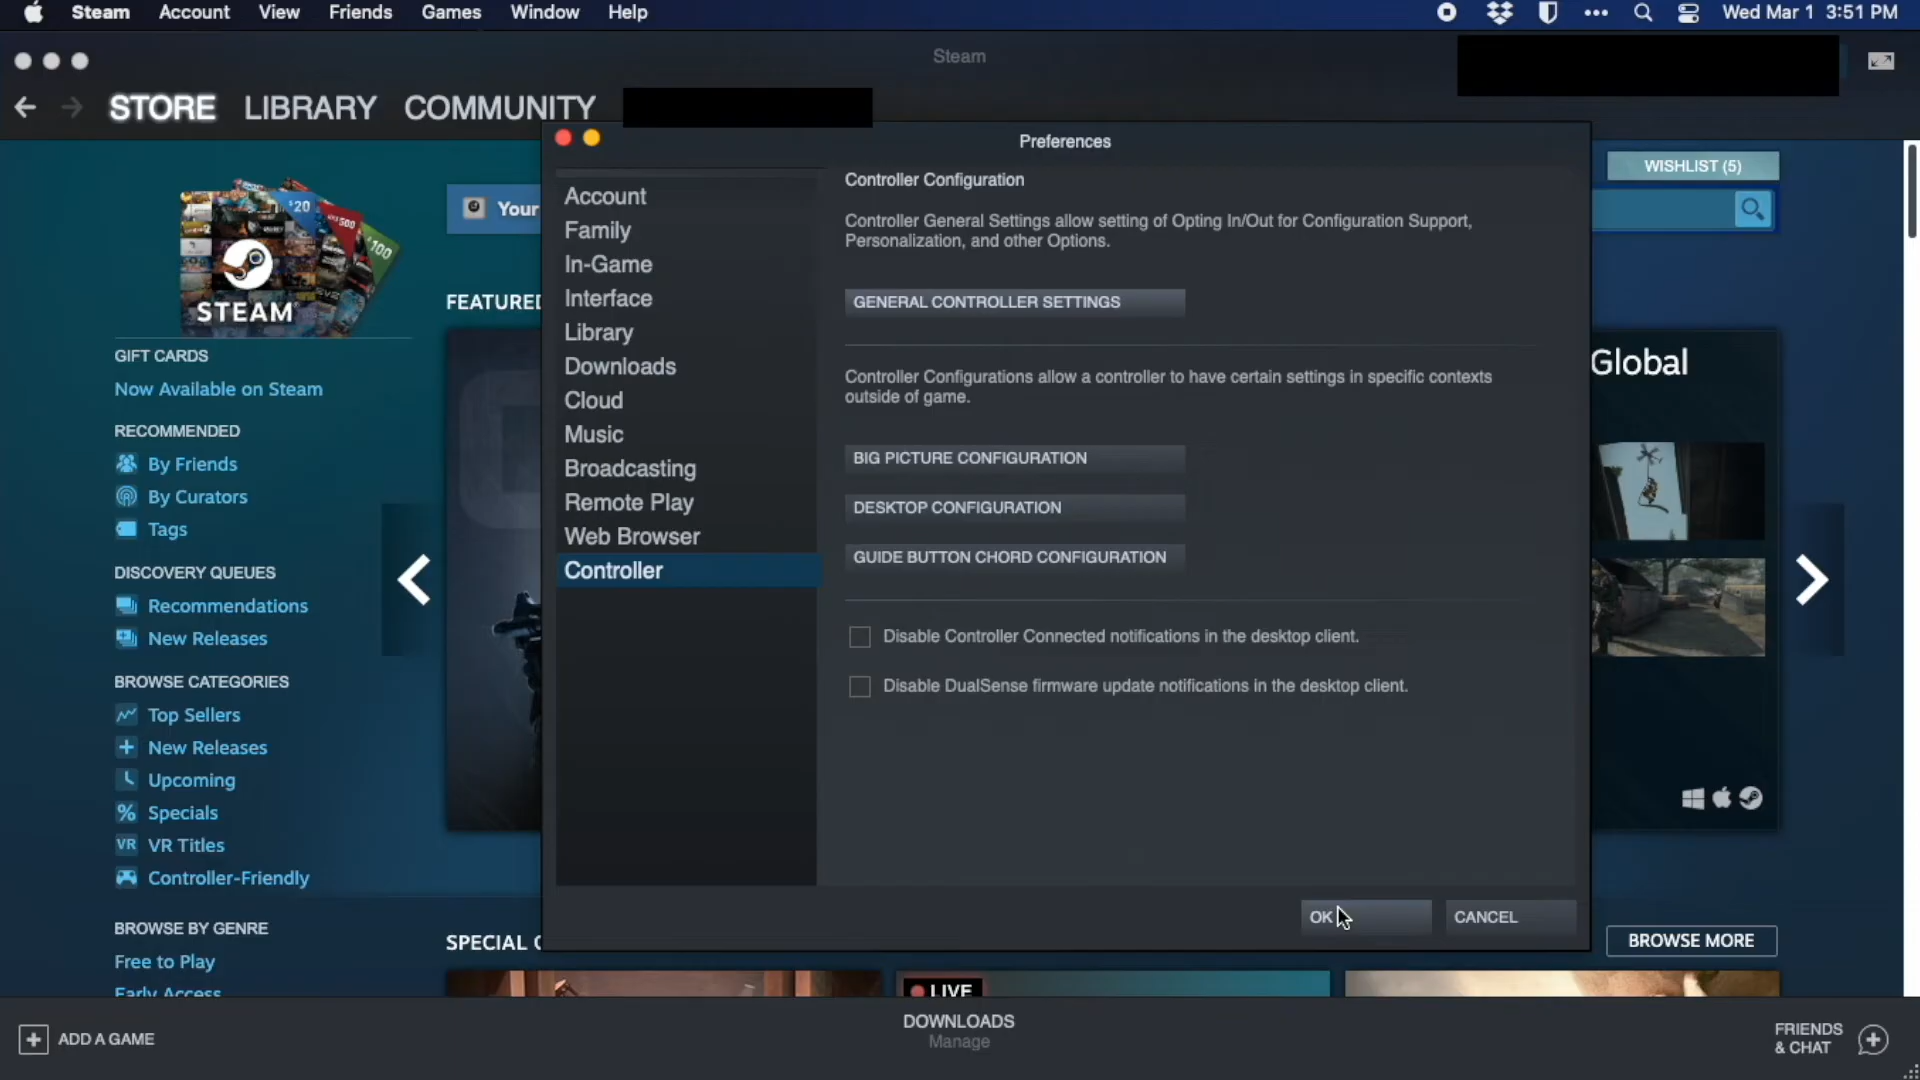 Steam Account View Friends Games Window Help
Wed Mar 1 3:51 PM
Steam
STORE LIBRARY COMMUNITY
Preferences
Account
Family
In-Game
Interface
Library
Downloads
Cloud
Music
Broadcasting
Remote Play
Web Browser
Controller
Controller Configuration
Controller General Settings allow setting of Opting In/Out for Configuration Support,
Personalization, and other Options.
GENERAL CONTROLLER SETTINGS
Controller Configurations allow a controller to have certain settings in specific contexts
outside of game.
BIG PICTURE CONFIGURATION
DESKTOP CONFIGURATION
GUIDE BUTTON CHORD CONFIGURATION
Disable Controller Connected notifications in the desktop client.
Disable DualSense firmware update notifications in the desktop client.
OK
CANCEL
$20
500
100
STEAM
GIFT CARDS
Now Available on Steam
RECOMMENDED
By Friends
By Curators
Tags
DISCOVERY QUEUES
Recommendations
New Releases
BROWSE CATEGORIES
Top Sellers
New Releases
Upcoming
% Specials
VR VR Titles
Controller-Friendly
BROWSE BY GENRE
Free to Play
Early Access
Your
FEATURED
WISHLIST (5)
Global
SPECIAL
BROWSE MORE
LIVE
ADD A GAME
DOWNLOADS
Manage
FRIENDS
& CHAT